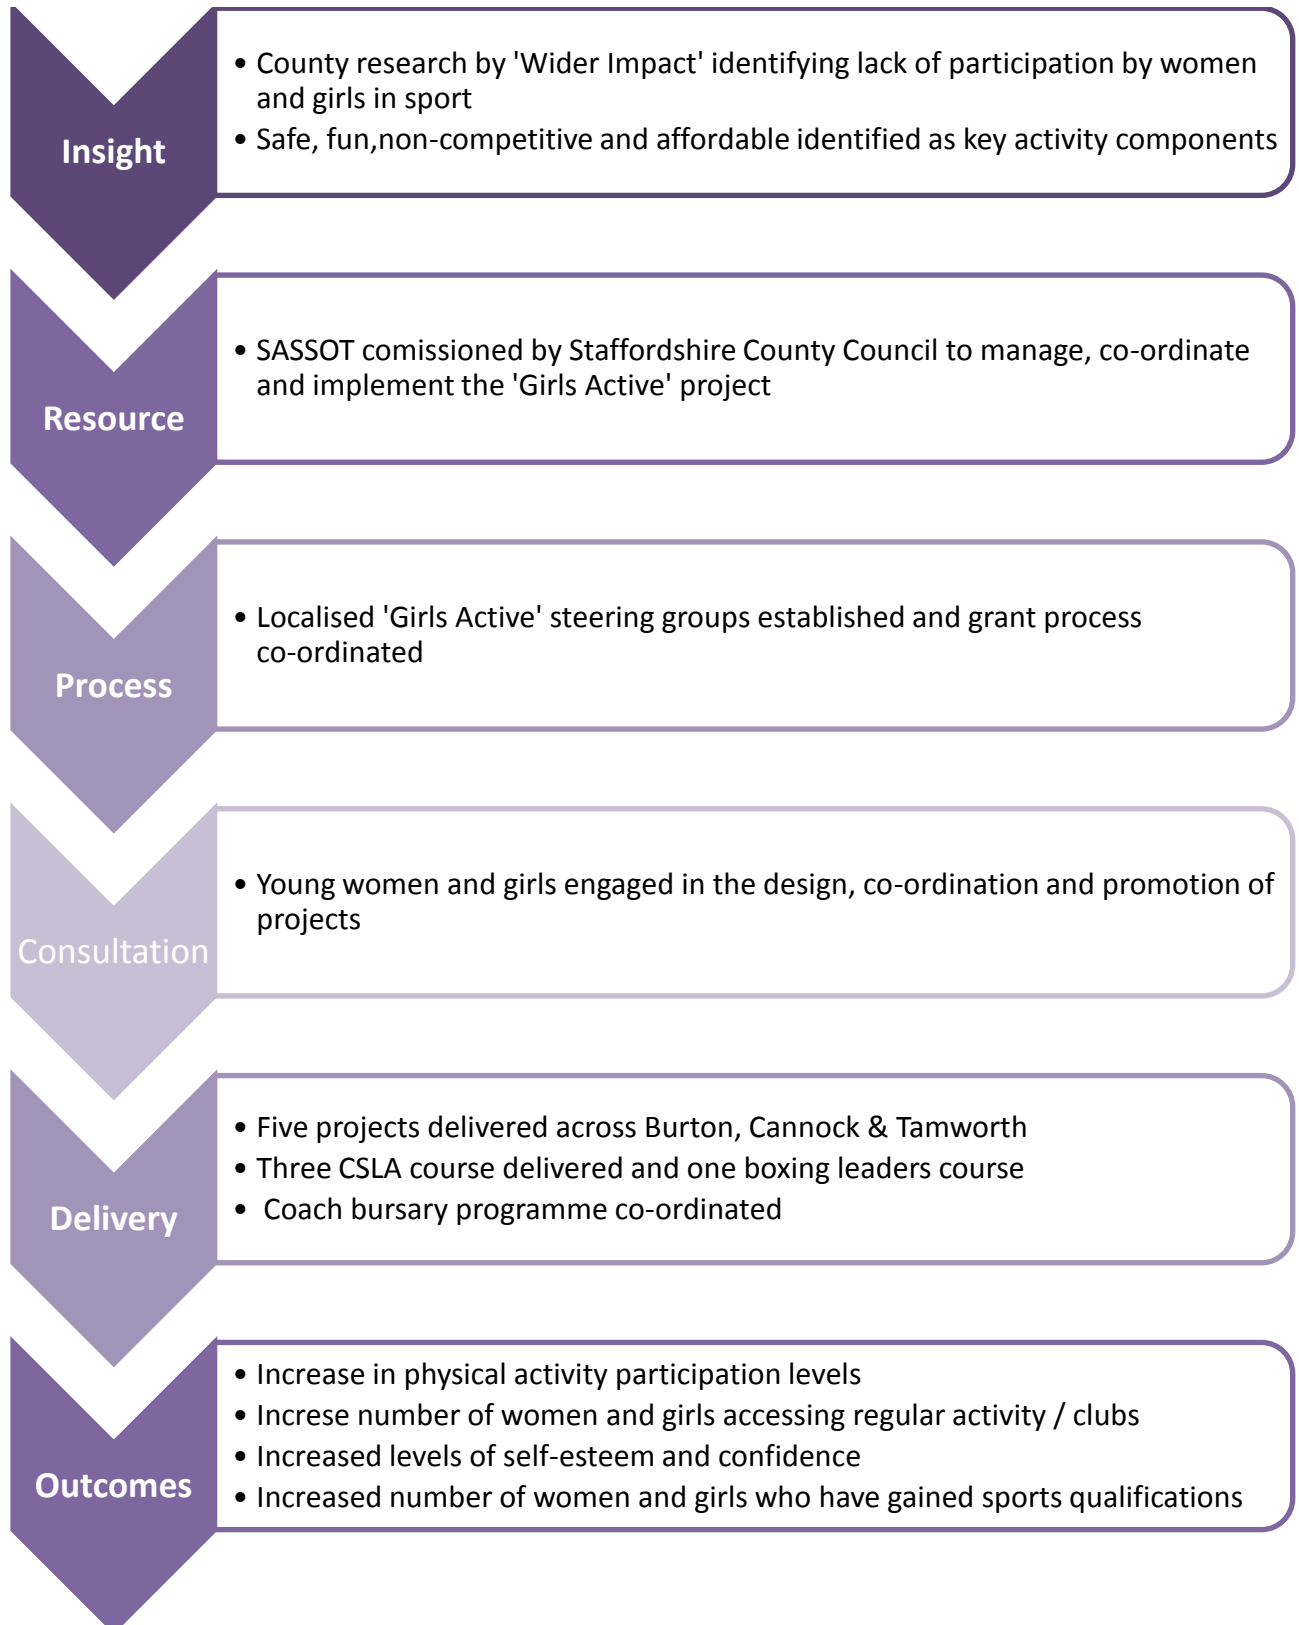 Insight
• County research by 'Wider Impact' identifying lack of participation by women
and girls in sport
• Safe, fun,non-competitive and affordable identified as key activity components
Resource
• SASSOT comissioned by Staffordshire County Council to manage, co-ordinate
and implement the 'Girls Active' project
Process
• Localised 'Girls Active' steering groups established and grant process
co-ordinated
Consultation
• Young women and girls engaged in the design, co-ordination and promotion of
projects
Delivery
• Five projects delivered across Burton, Cannock & Tamworth
• Three CSLA course delivered and one boxing leaders course
• Coach bursary programme co-ordinated
Outcomes
• Increase in physical activity participation levels
• Increse number of women and girls accessing regular activity / clubs
• Increased levels of self-esteem and confidence
• Increased number of women and girls who have gained sports qualifications